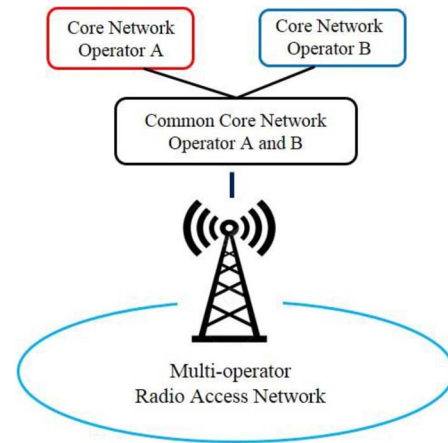 Core Network
Operator A
Core Network
Operator B
Common Core Network
Operator A and B
Multi-operator
Radio Access Network